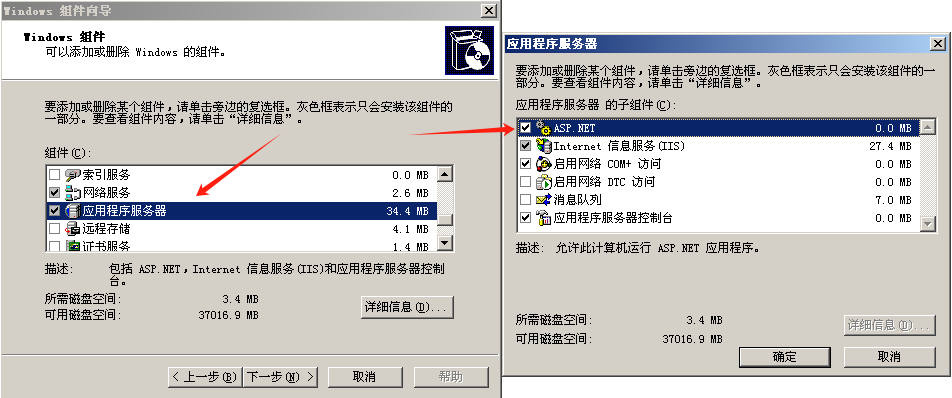 Windows 组件向导
Windows 组件
可以添加或删除 Windows 的组件。
要添加或删除某个组件，请单击旁边的复选框。灰色框表示只会安装该组件的
一部分。要查看组件内容，请单击“详细信息”。
组件(C):
索引服务 0.0 MB
网络服务 2.6 MB
应用程序服务器 34.4 MB
远程存储 4.1 MB
证书服务 1.4 MB
描述: 包括 ASP.NET，Internet 信息服务(IIS)和应用程序服务器控制
台。
所需磁盘空间: 3.4 MB
可用磁盘空间: 37016.9 MB
详细信息(D)...
< 上一步(B)
下一步(N) >
取消
帮助
应用程序服务器
要添加或删除某个组件，请单击旁边的复选框。灰色框表示只会安装该组件的一
部分。要查看组件内容，请单击“详细信息”。
应用程序服务器 的子组件(C):
ASP.NET 0.0 MB
Internet 信息服务(IIS) 27.4 MB
启用网络 COM+ 访问 0.0 MB
启用网络 DTC 访问 0.0 MB
消息队列 7.0 MB
应用程序服务器控制台 0.0 MB
描述: 允许此计算机运行 ASP.NET 应用程序。
所需磁盘空间: 3.4 MB
可用磁盘空间: 37016.9 MB
详细信息(D)...
确定
取消